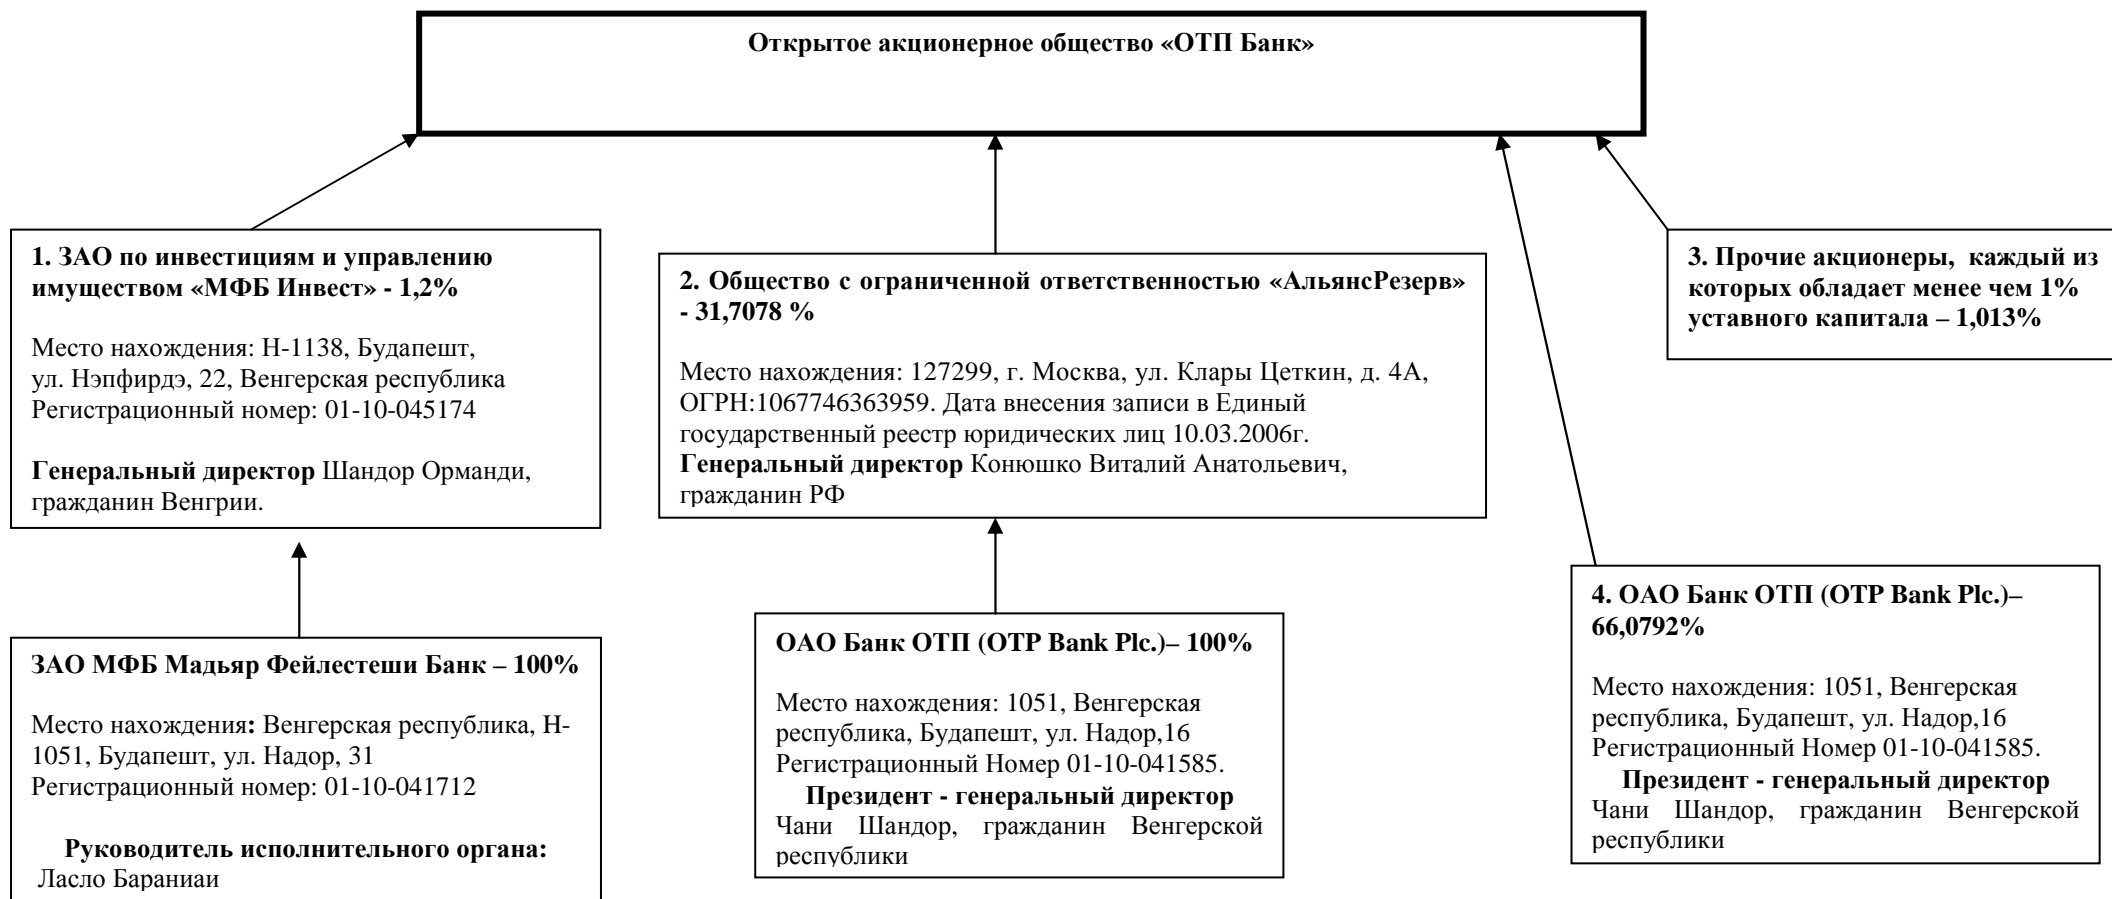 Открытое акционерное общество «ОТП Банк»
1. ЗАО по инвестициям и управлению
имуществом «МФБ Инвест» - 1,2%
Место нахождения: Н-1138, Будапешт,
ул. Нэпфирдэ, 22, Венгерская республика
Регистрационный номер: 01-10-045174
Генеральный директор Шандор Орманди,
гражданин Венгрии.
2. Общество с ограниченной ответственностью «АльянсРезерв»
- 31,7078 %
Место нахождения: 127299, г. Москва, ул. Клары Цеткин, д. 4А,
ОГРН:1067746363959. Дата внесения записи в Единый
государственный реестр юридических лиц 10.03.2006г.
Генеральный директор Конюшко Виталий Анатольевич,
гражданин РФ
3. Прочие акционеры, каждый из
которых обладает менее чем 1%
уставного капитала – 1,013%
ЗАО МФБ Мадьяр Фейлестеши Банк – 100%
Место нахождения: Венгерская республика, Н-
1051, Будапешт, ул. Надор, 31
Регистрационный номер: 01-10-041712
Руководитель исполнительного органа:
Ласло Бараниаи
ОАО Банк ОТП (OTP Bank Plc.)– 100%
Место нахождения: 1051, Венгерская
республика, Будапешт, ул. Надор,16
Регистрационный Номер 01-10-041585.
Президент - генеральный директор
Чани Шандор, гражданин Венгерской
республики
4. ОАО Банк ОТП (OTP Bank Plc.)–
66,0792%
Место нахождения: 1051, Венгерская
республика, Будапешт, ул. Надор,16
Регистрационный Номер 01-10-041585.
Президент - генеральный директор
Чани Шандор, гражданин Венгерской
республики